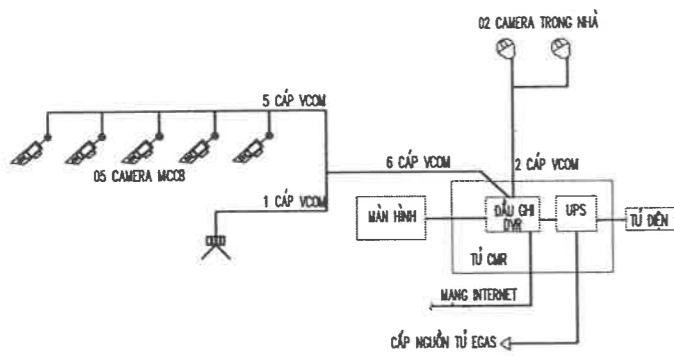 02 CAMERA TRONG NHÀ
5 CÁP VCOM
05 CAMERA MCCB
6 CÁP VCOM
2 CÁP VCOM
1 CÁP VCOM
MÀN HÌNH
ĐẦU GHI
DVR
UPS
TỦ ĐIỆN
TỦ CMR
MẠNG INTERNET
CẤP NGUỒN TỦ EGAS